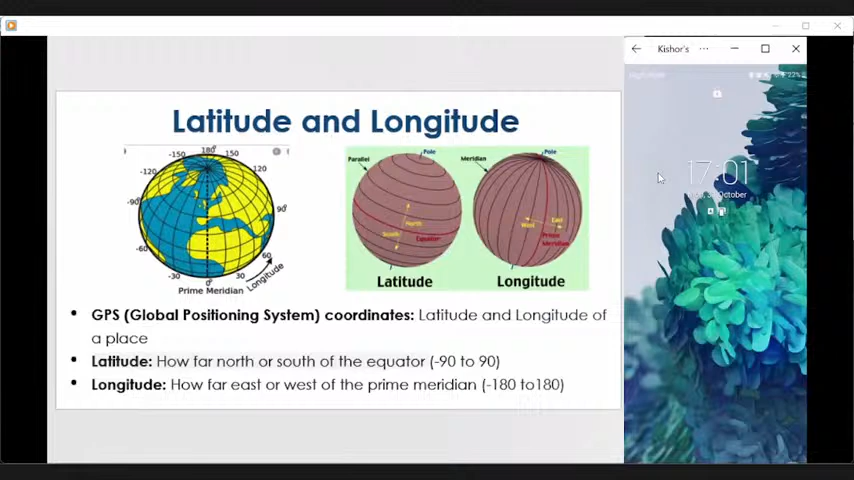 Kishor's
Latitude and Longitude
180°
-150
150
-120
120
-90
90°
-60
60
-30
30
0°
Longitude
Prime Meridian
Parallel
Pole
North
South
Equator
Latitude
Meridian
Pole
East
West
Prime
Meridian
Longitude
• GPS (Global Positioning System) coordinates: Latitude and Longitude of
a place
• Latitude: How far north or south of the equator (-90 to 90)
• Longitude: How far east or west of the prime meridian (-180 to180)
22%
17:01
October